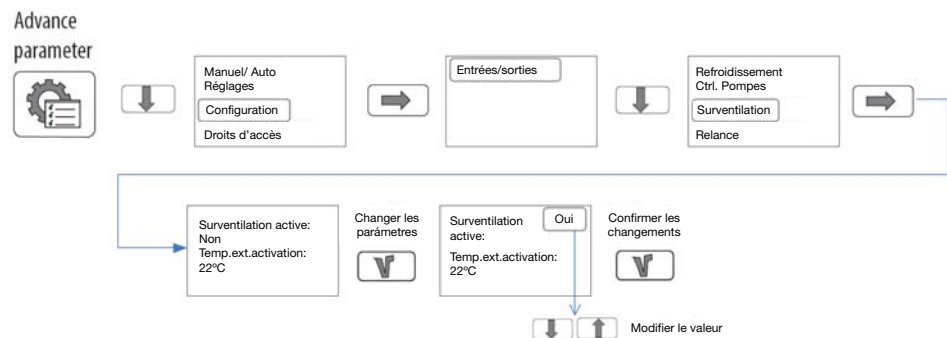 Advance
parameter
Manuel/ Auto
Réglages
Configuration
Droits d'accès
Entrées/sorties
Refroidissement
Ctrl. Pompes
Surventilation
Relance
Surventilation active:
Non
Temp.ext.activation:
22ºC
Changer les
parámetres
Surventilation
active:
Oui
Temp.ext.activation:
22ºC
Confirmer les
changements
Modifier le valeur